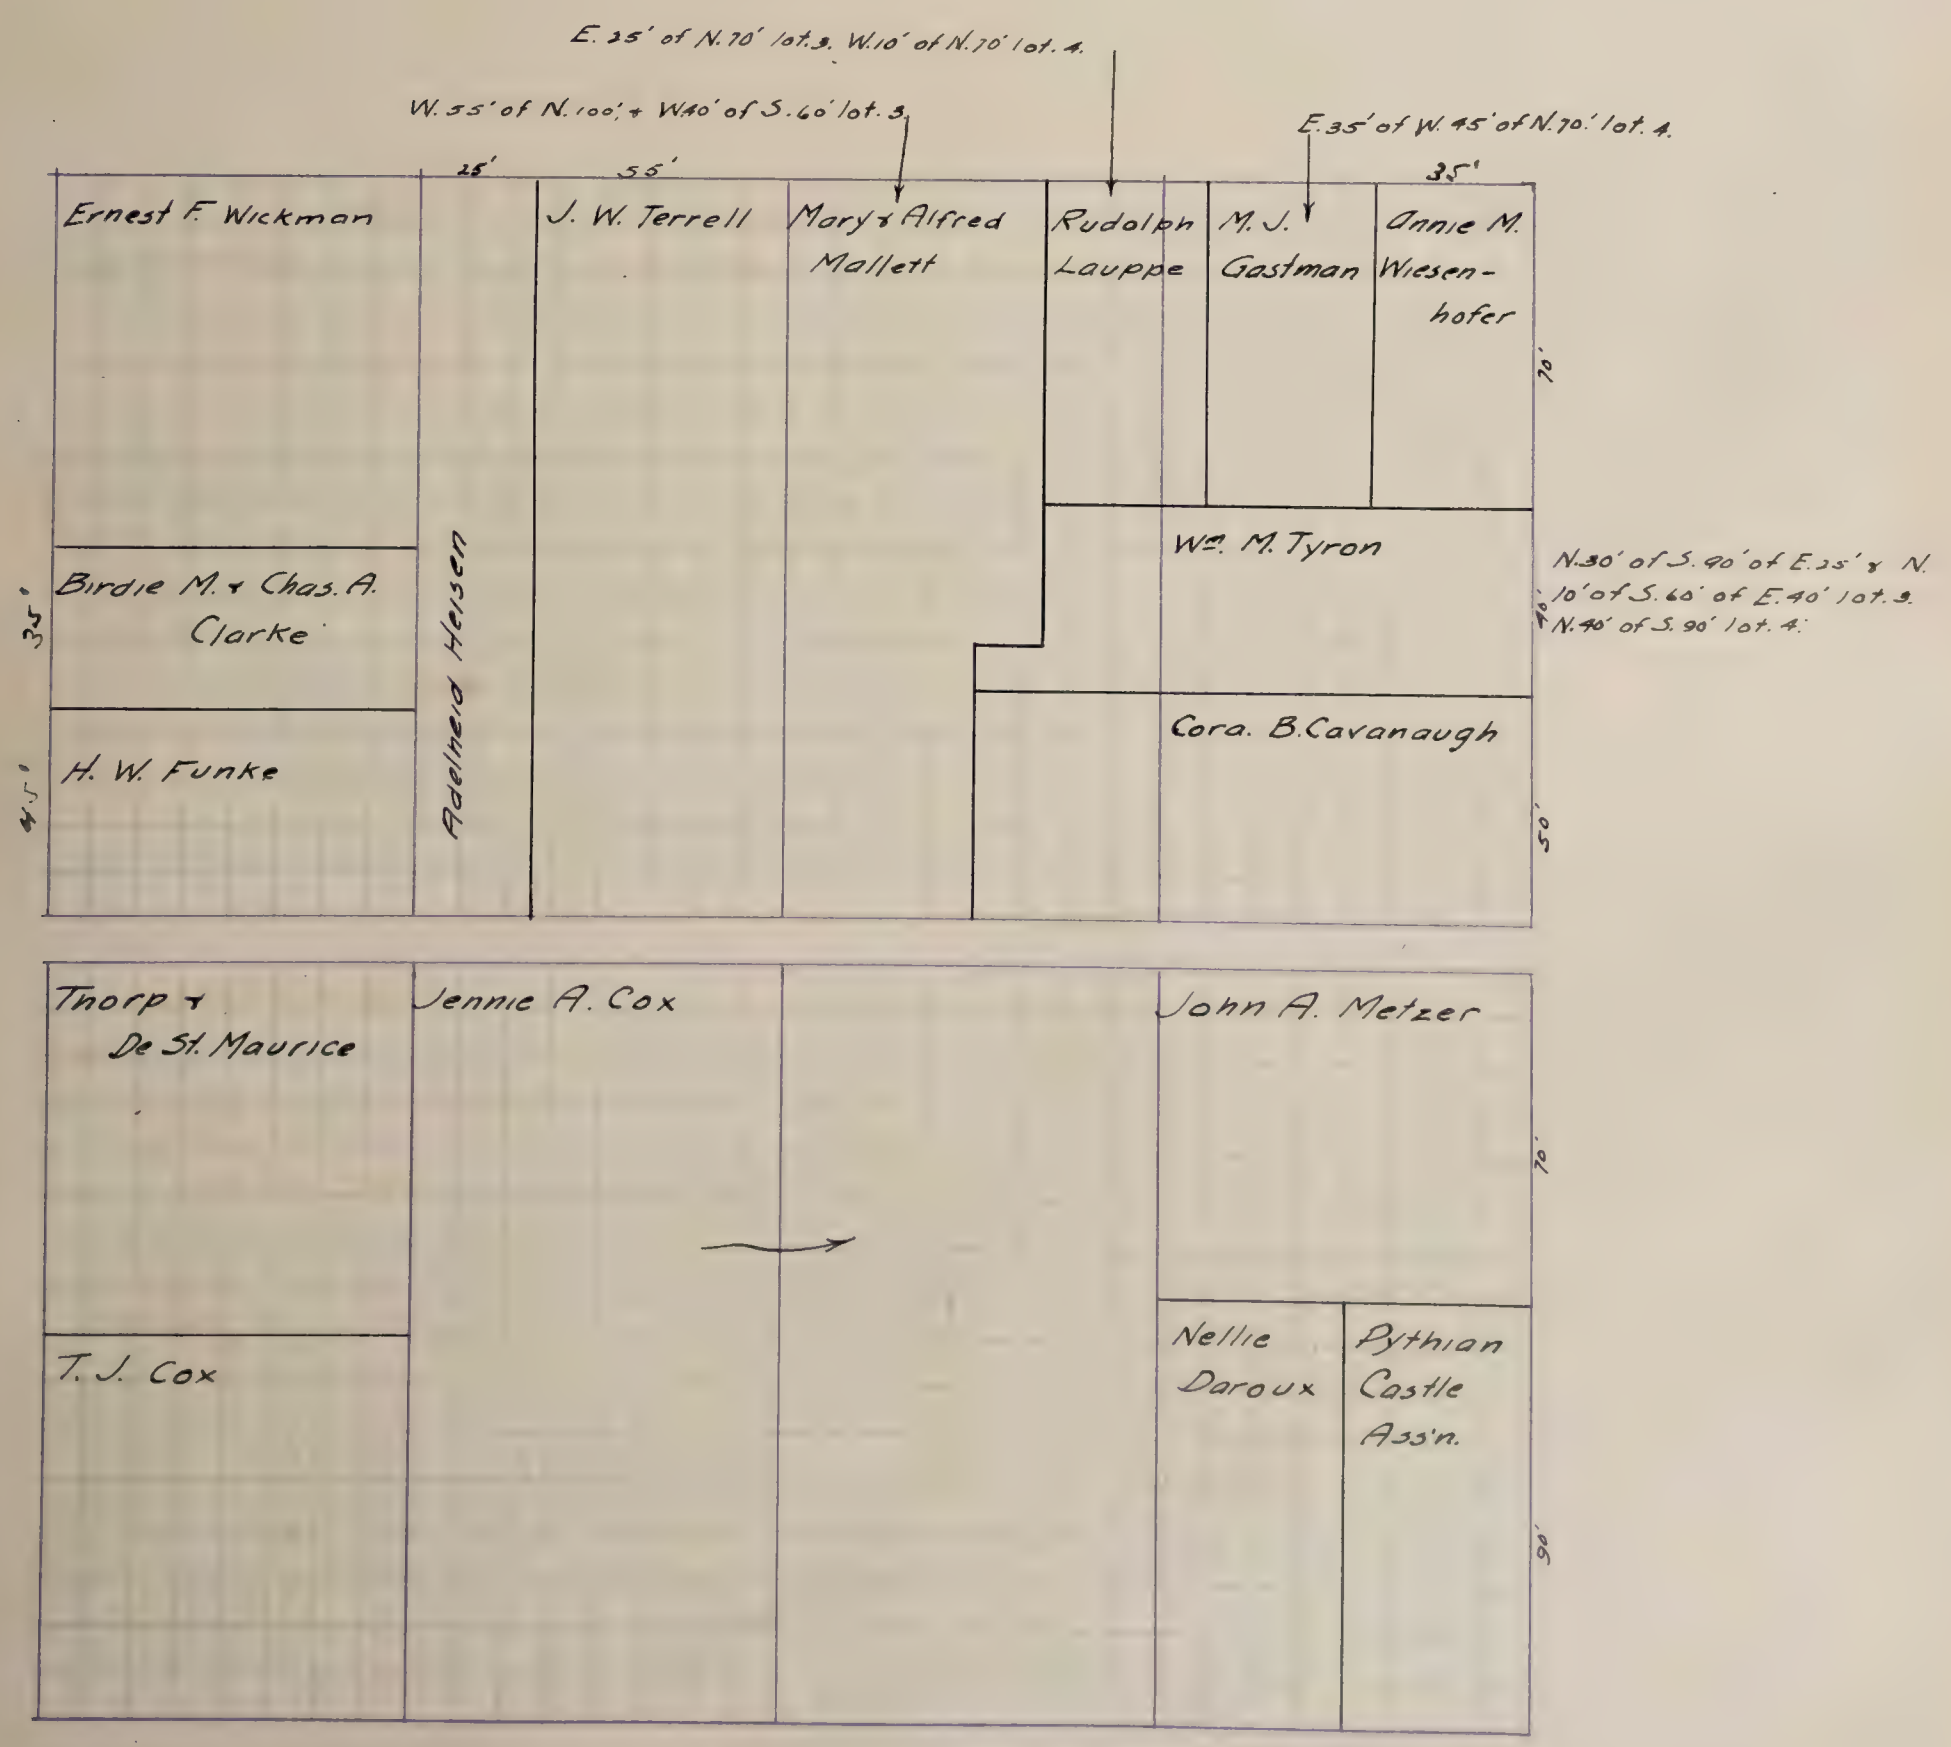 E. 25' of N. 70' lot. 3. W. 10' of N. 70' lot. 4.
W. 55' of N. 100', + W 40' of S. 60' lot. 3.
E. 35' of W. 45' of N. 70'. lot. 4.
25'
55'
35'
Ernest F. Wickman
J. W. Terrell
Mary & Alfred
Mallett
Rudolph
Lauppe
M. J.
Gastman
Annie M.
Wiesen-
hofer
70'
Adelheid Heisen
Wm. M. Tyron
N. 30' of S. 90' of E. 25' & N.
10' of S. 60' of E. 40' lot. 3.
N. 40' of S. 90' lot. 4.
40'
Birdie M. & Chas. A.
Clarke
35'
Cora. B. Cavanaugh
H. W. Funke
45'
50'
Thorp &
De St. Maurice
Jennie A. Cox
John A. Metzer
70'
T. J. Cox
Nellie
Daroux
Pythian
Castle
Ass'n.
90'